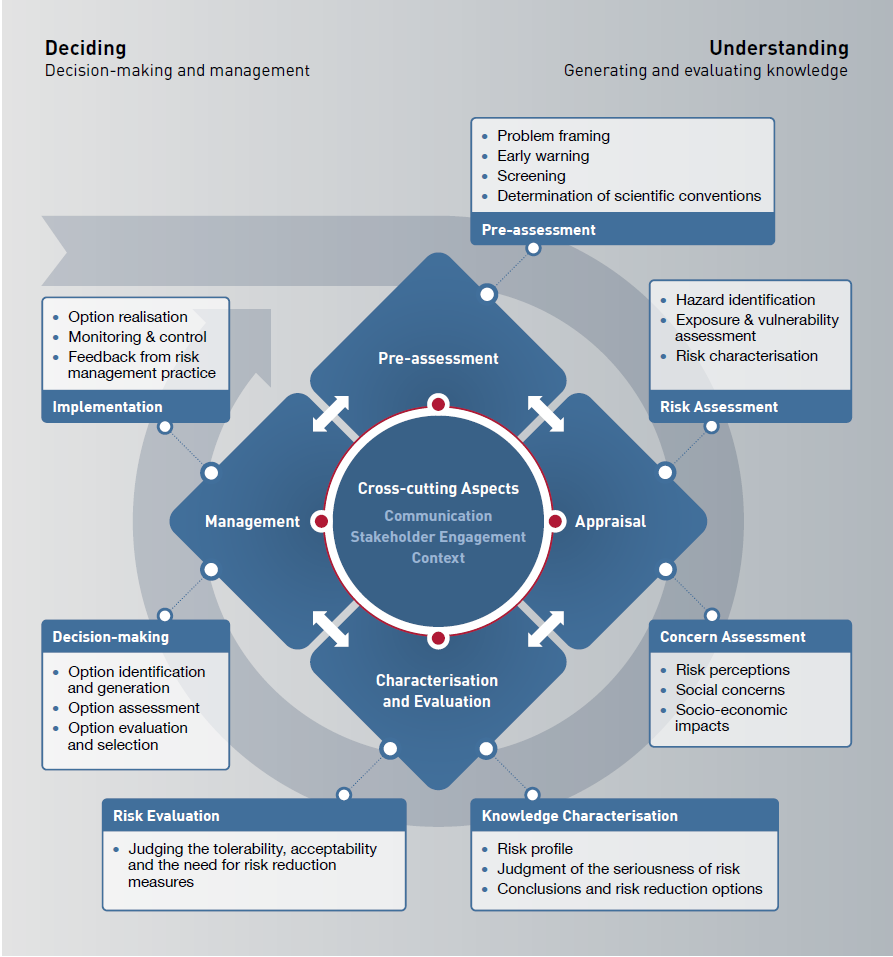 Deciding
Decision-making and management
Understanding
Generating and evaluating knowledge
• Problem framing
• Early warning
• Screening
• Determination of scientific conventions
Pre-assessment
• Hazard identification
• Exposure & vulnerability
assessment
• Risk characterisation
Risk Assessment
• Option realisation
• Monitoring & control
• Feedback from risk
management practice
Implementation
Pre-assessment
Cross-cutting Aspects
Communication
Stakeholder Engagement
Context
Management
Appraisal
Characterisation
and Evaluation
Decision-making
• Option identification
and generation
• Option assessment
• Option evaluation
and selection
Concern Assessment
• Risk perceptions
• Social concerns
• Socio-economic
impacts
Risk Evaluation
• Judging the tolerability, acceptability
and the need for risk reduction
measures
Knowledge Characterisation
• Risk profile
• Judgment of the seriousness of risk
• Conclusions and risk reduction options